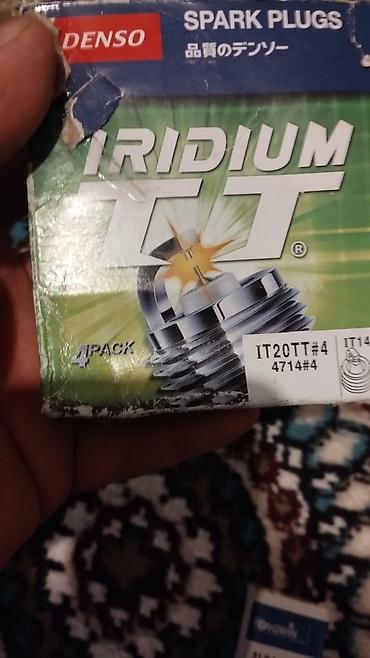 DENSO
SPARK PLUGS
品質のデンソー
IRIDIUM
TT®
4PACK
IT20TT#4
4714#4
IT14